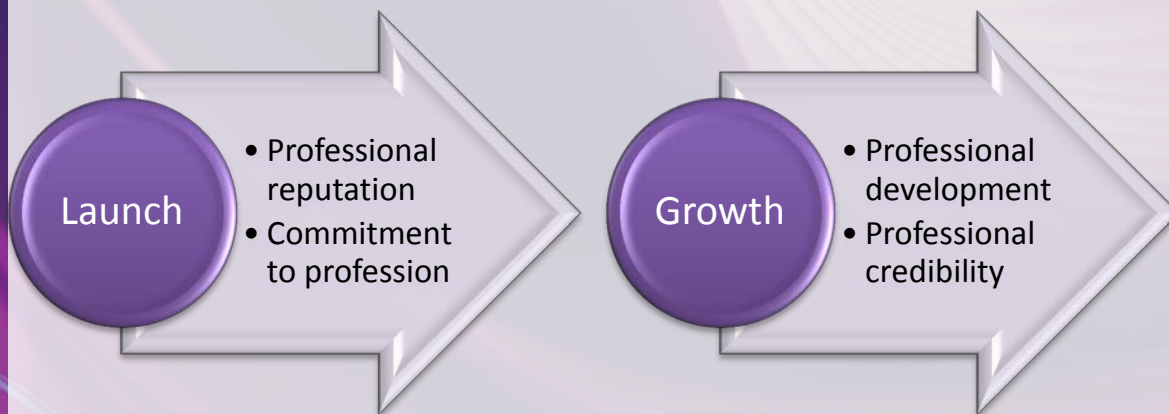 Launch
• Professional
reputation
• Commitment
to profession
Growth
• Professional
development
• Professional
credibility